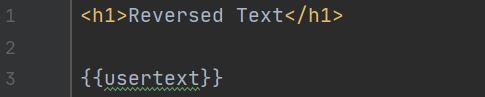 1 <h1>Reversed Text</h1>
2
3 {{usertext}}